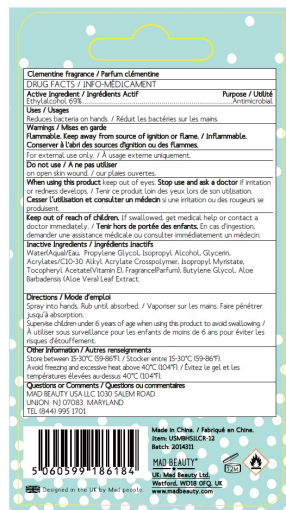 Clementine fragrance / Parfum clémentine
DRUG FACTS / INFO-MÉDICAMENT
Active Ingredient / Ingrédients Actif Purpose / Utilité
Ethylalcohol 69%..........Antimicrobial
Uses / Usages
Reduces bacteria on hands. / Réduit les bactéries sur les mains.
Warnings / Mises en garde
Flammable. Keep away from source of ignition or flame. / Inflammable.
Conserver à l'abri des sources d'ignition ou des flammes.
For external use only. / À usage externe uniquement.
Do not use / A ne pas utiliser
on open skin wound. / our plaies ouvertes.
When using this product keep out of eyes. Stop use and ask a doctor if irritation
or redness develops. / Tenir ce produit loin des yeux lors de son utilisation.
Cesser l'utilisation et consulter un médecin si une irritation ou des rougeurs se
produisent.
Keep out of reach of children. If swallowed, get medical help or contact a
doctor immediately. / Tenir hors de portée des enfants. En cas d'ingestion,
demander une assistance médicale ou consulter immédiatement un médecin.
Inactive Ingredients / Ingrédients Inactifs
Water(Aqua)/Eau, Propylene Glycol, Isopropyl Alcohol, Glycerin,
Acrylates/C10-30 Alkyl Acrylate Crosspolymer, Isopropyl Myristate,
Tocopheryl Acetate(Vitamin E), Fragrance(Parfum), Butylene Glycol, Aloe
Barbadensis (Aloe Vera) Leaf Extract.
Directions / Mode d'emploi
Spray into hands. Rub until absorbed. / Vaporiser sur les mains. Faire pénétrer
jusqu'à absorption.
Supervise children under 6 years of age when using this product to avoid swallowing. /
À utiliser sous surveillance pour les enfants de moins de 6 ans pour éviter les
risques d'étouffement.
Other Information / Autres renseignments
Store between 15-30°C (59-86°F). / Stocker entre 15-30°C (59-86°F).
Avoid freezing and excessive heat above 40°C (104°F). / Évitez le gel et les
températures élevées au-dessus 40°C (104°F).
Questions or Comments / Questions ou commentaires
MAD BEAUTY USA LLC 1030 SALEM ROAD
UNION NJ 07083 MARYLAND
TEL (844) 995 1701
Made in China. / Fabriqué en Chine.
Item: USMBHSILCR-12
Batch: 2014311
MAD BEAUTY
UK: Mad Beauty Ltd.
Watford, WD18 0FQ, UK
www.madbeauty.com
5 060599 186184
Designed in the UK by Mad people.